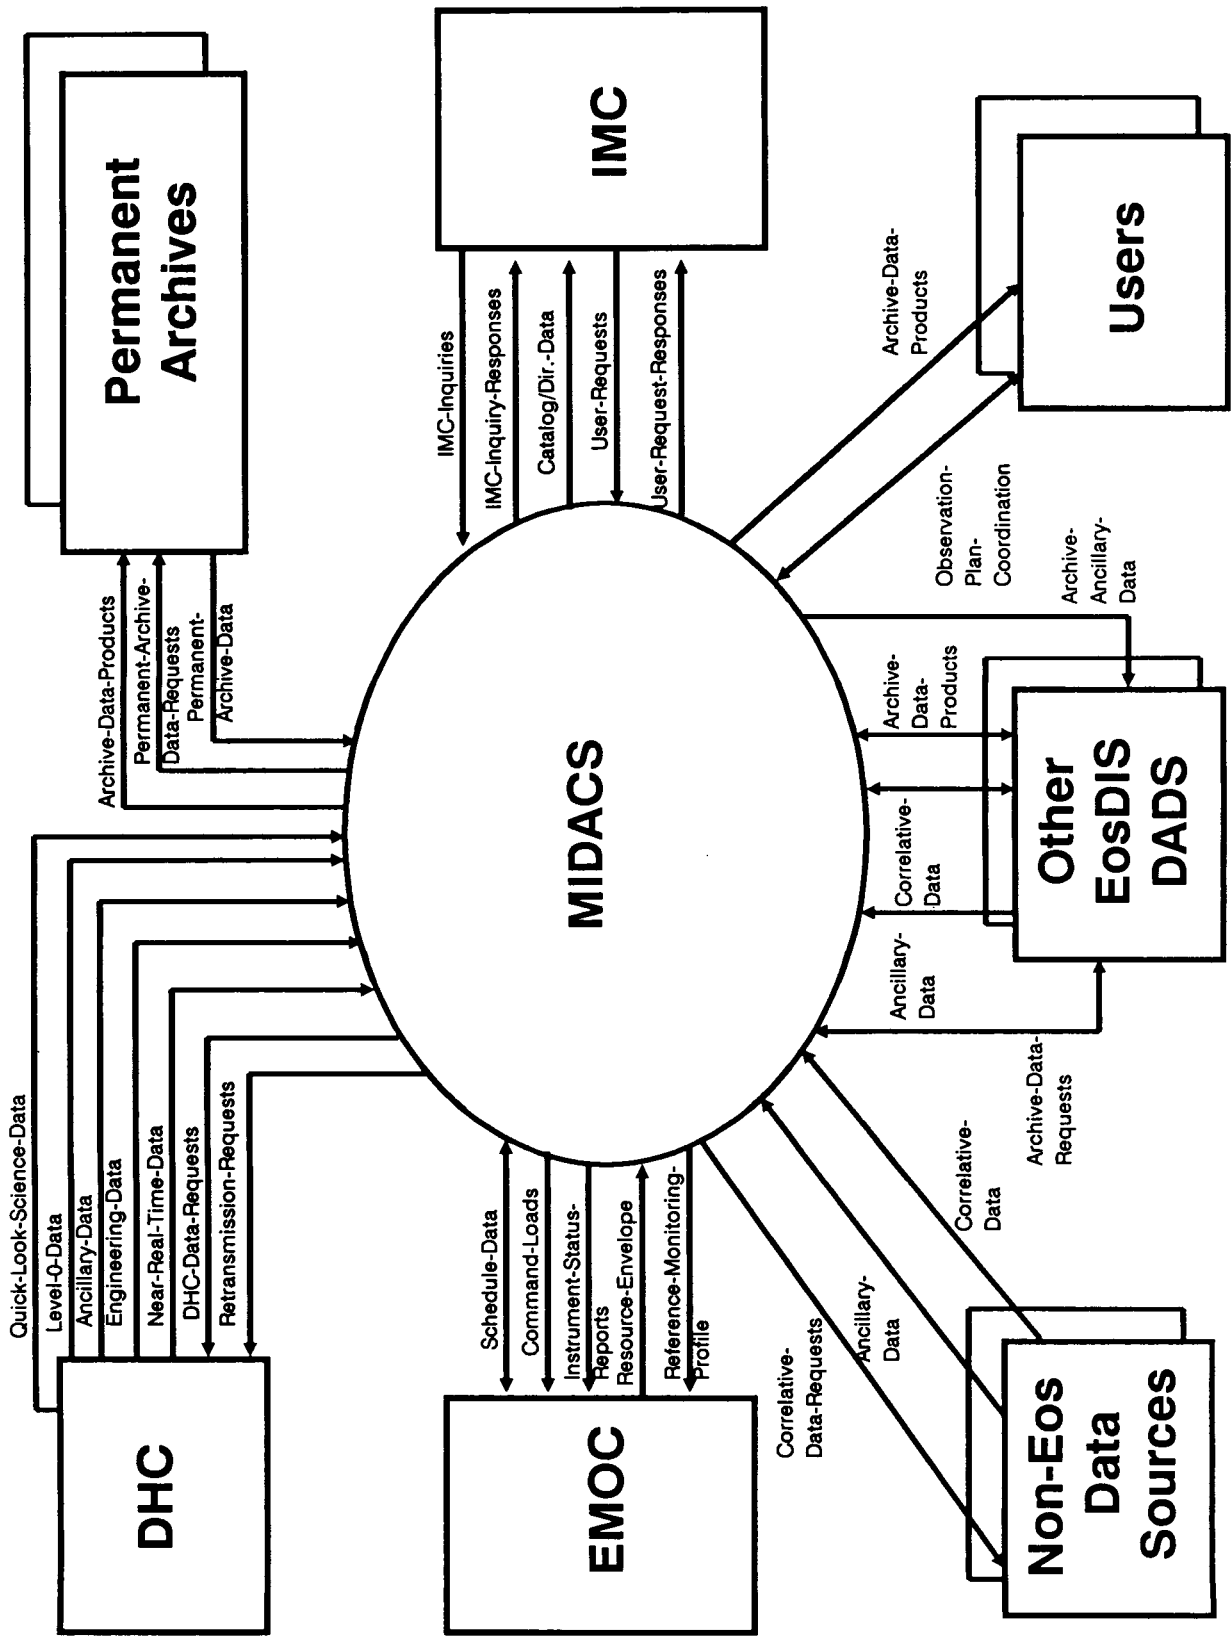 DHC
Quick-Look-Science-Data
Level-0-Data
Ancillary-Data
Engineering-Data
Near-Real-Time-Data
DHC-Data-Requests
Retransmission-Requests
Archive-Data-Products
Permanent-Archive-
Data-Requests
Permanent-
Archive-Data
Permanent
Archives
EMOC
Schedule-Data
Command-Loads
Instrument-Status-
Reports
Resource-Envelope
Reference-Monitoring-
Profile
MIDACS
IMC-Inquiries
IMC-Inquiry-Responses
Catalog/Dir.-Data
User-Requests
User-Request-Responses
IMC
Correlative-
Data-Requests
Ancillary-
Data
Correlative-
Data
Non-Eos
Data
Sources
Archive-Data-
Requests
Ancillary-
Data
Correlative-
Data
Archive-
Data-
Products
Archive-
Ancillary-
Data
Other
EosDIS
DADS
Observation-
Plan-
Coordination
Archive-Data-
Products
Users